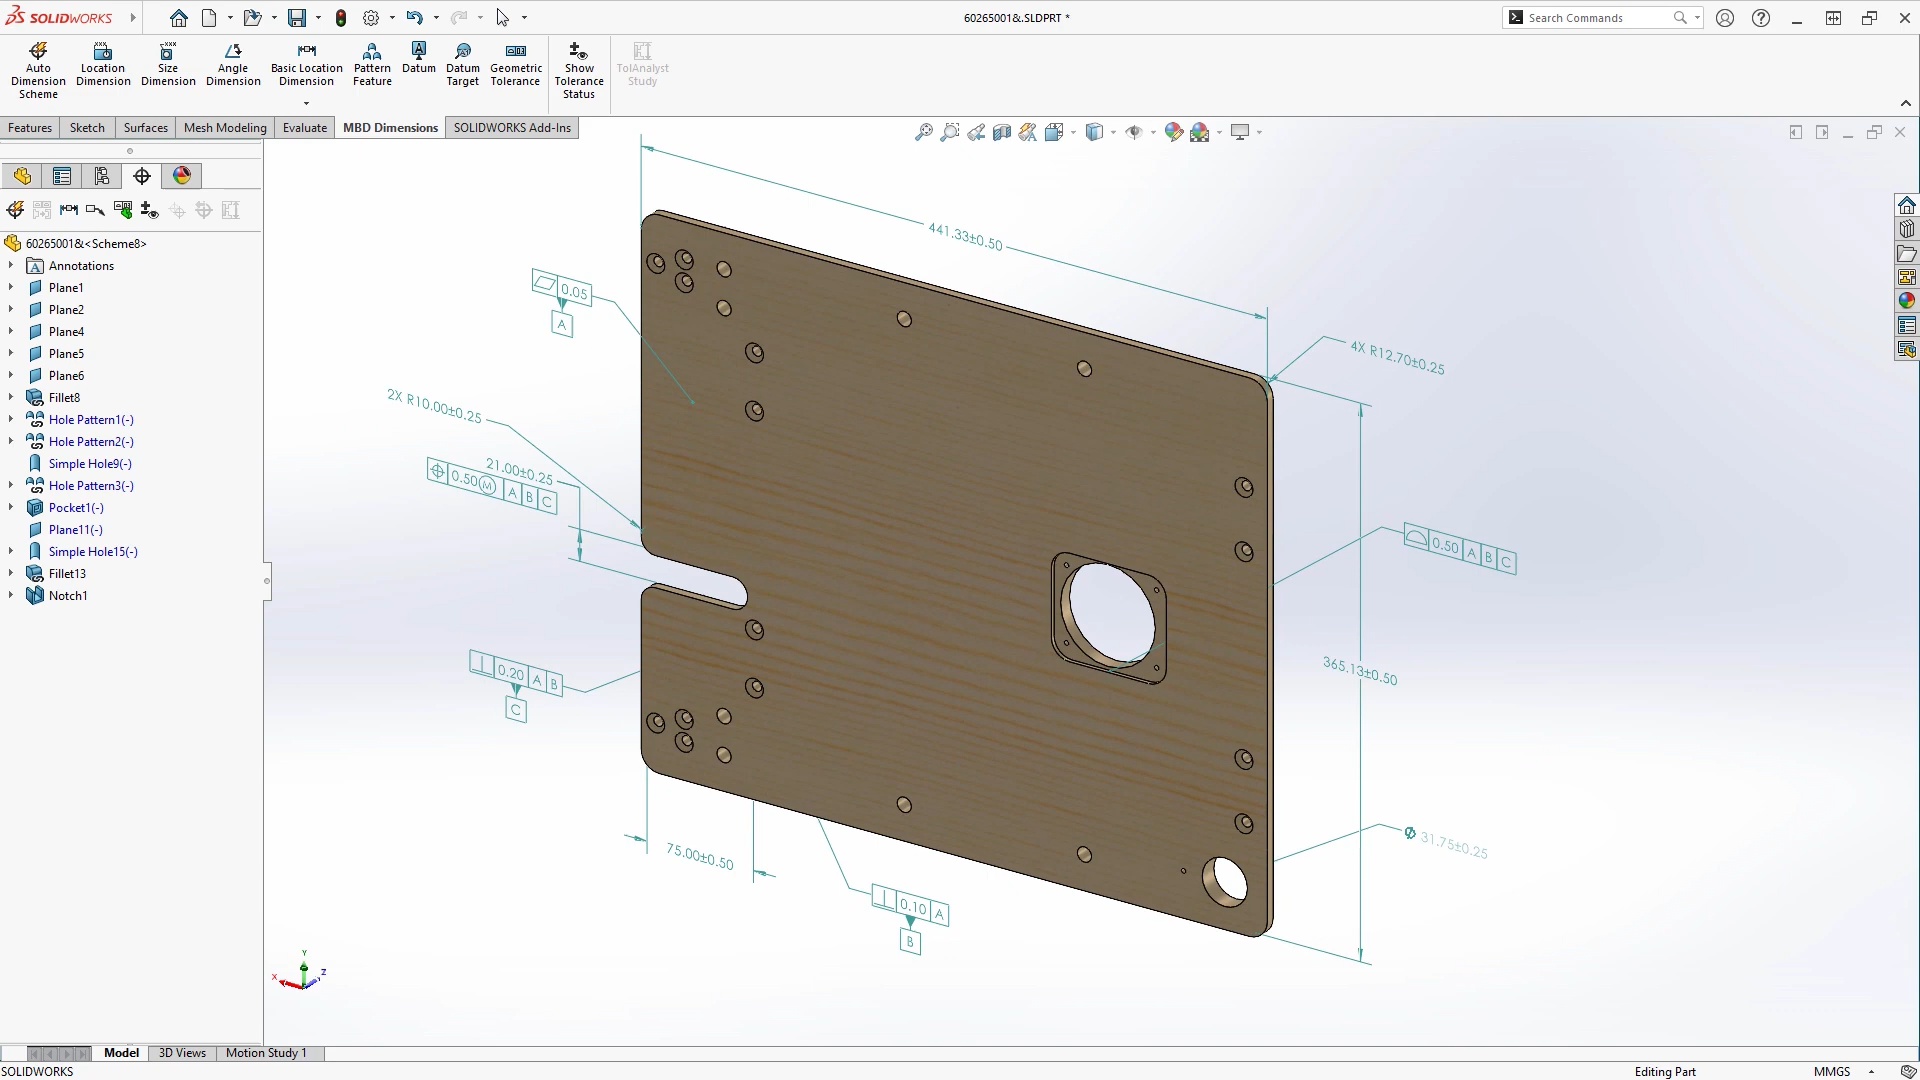 SOLIDWORKS
60265001&.SLDPRT *
Search Commands
Auto Dimension Scheme
Location Dimension
Size Dimension
Angle Dimension
Basic Location Dimension
Pattern Feature
Datum
Datum Target
Geometric Tolerance
Show Tolerance Status
TolAnalyst Study
Features
Sketch
Surfaces
Mesh Modeling
Evaluate
MBD Dimensions
SOLIDWORKS Add-Ins
60265001&<Scheme8>
Annotations
Plane1
Plane2
Plane4
Plane5
Plane6
Fillet8
Hole Pattern1(-)
Hole Pattern2(-)
Simple Hole9(-)
Hole Pattern3(-)
Pocket1(-)
Plane11(-)
Simple Hole15(-)
Fillet13
Notch1
441.33±0.50
0.05
A
4X R12.70±0.25
2X R10.00±0.25
21.00±0.25
0.50 Ⓜ A B C
0.50 A B C
0.20 A B
C
365.13±0.50
75.00±0.50
⌀ 31.75±0.25
0.10 A
B
Y
X
Z
Model
3D Views
Motion Study 1
SOLIDWORKS
Editing Part
MMGS